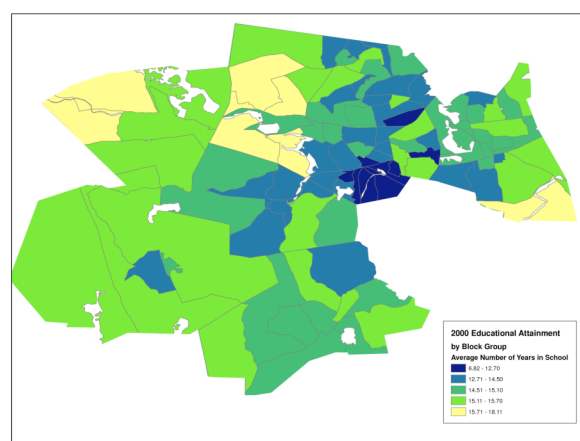 2000 Educational Attainment
by Block Group
Average Number of Years in School
6.82 - 12.70
12.71 - 14.50
14.51 - 15.10
15.11 - 15.70
15.71 - 18.11